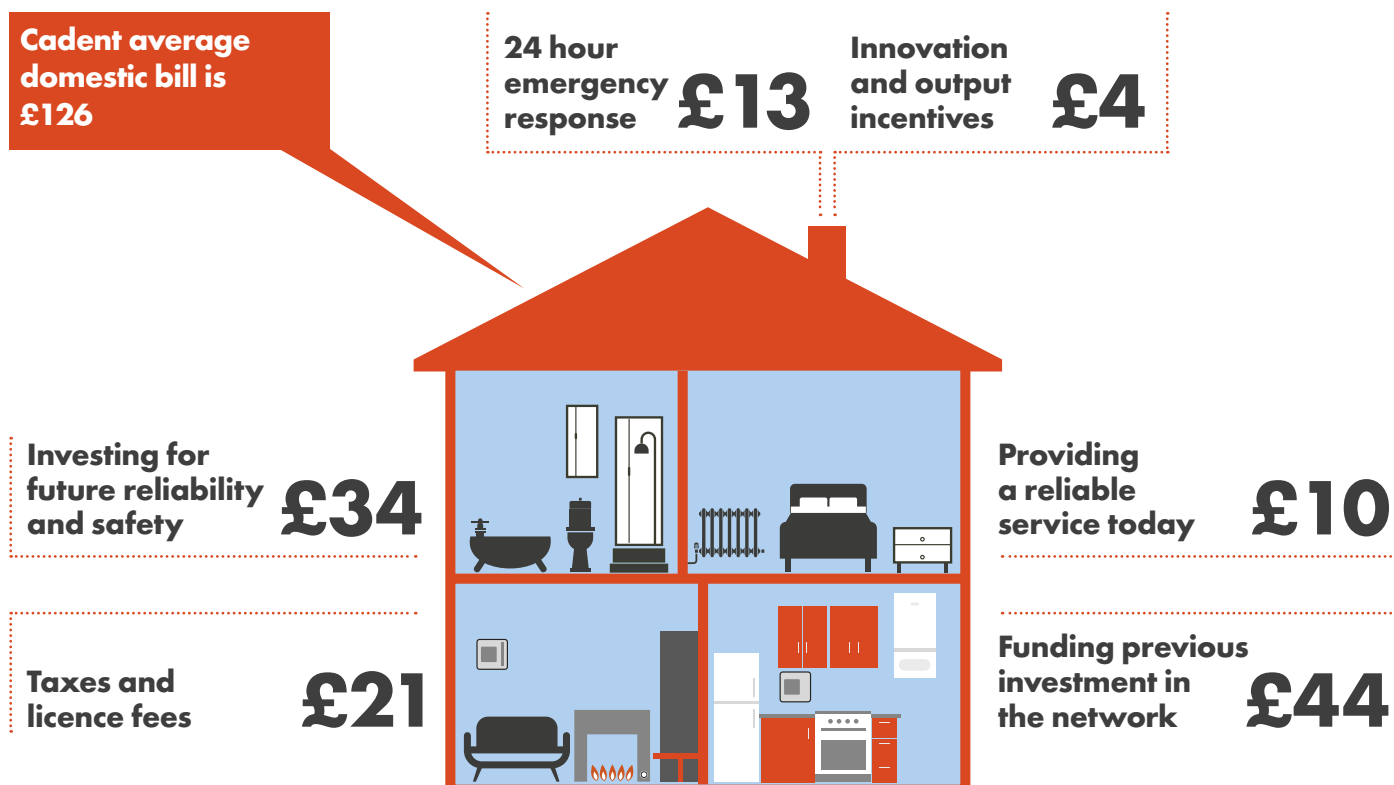 Cadent average
domestic bill is
£126
24 hour
emergency
response
£13
Innovation
and output
incentives
£4
Investing for
future reliability
and safety
£34
Providing
a reliable
service today
£10
Taxes and
licence fees
£21
Funding previous
investment in
the network
£44